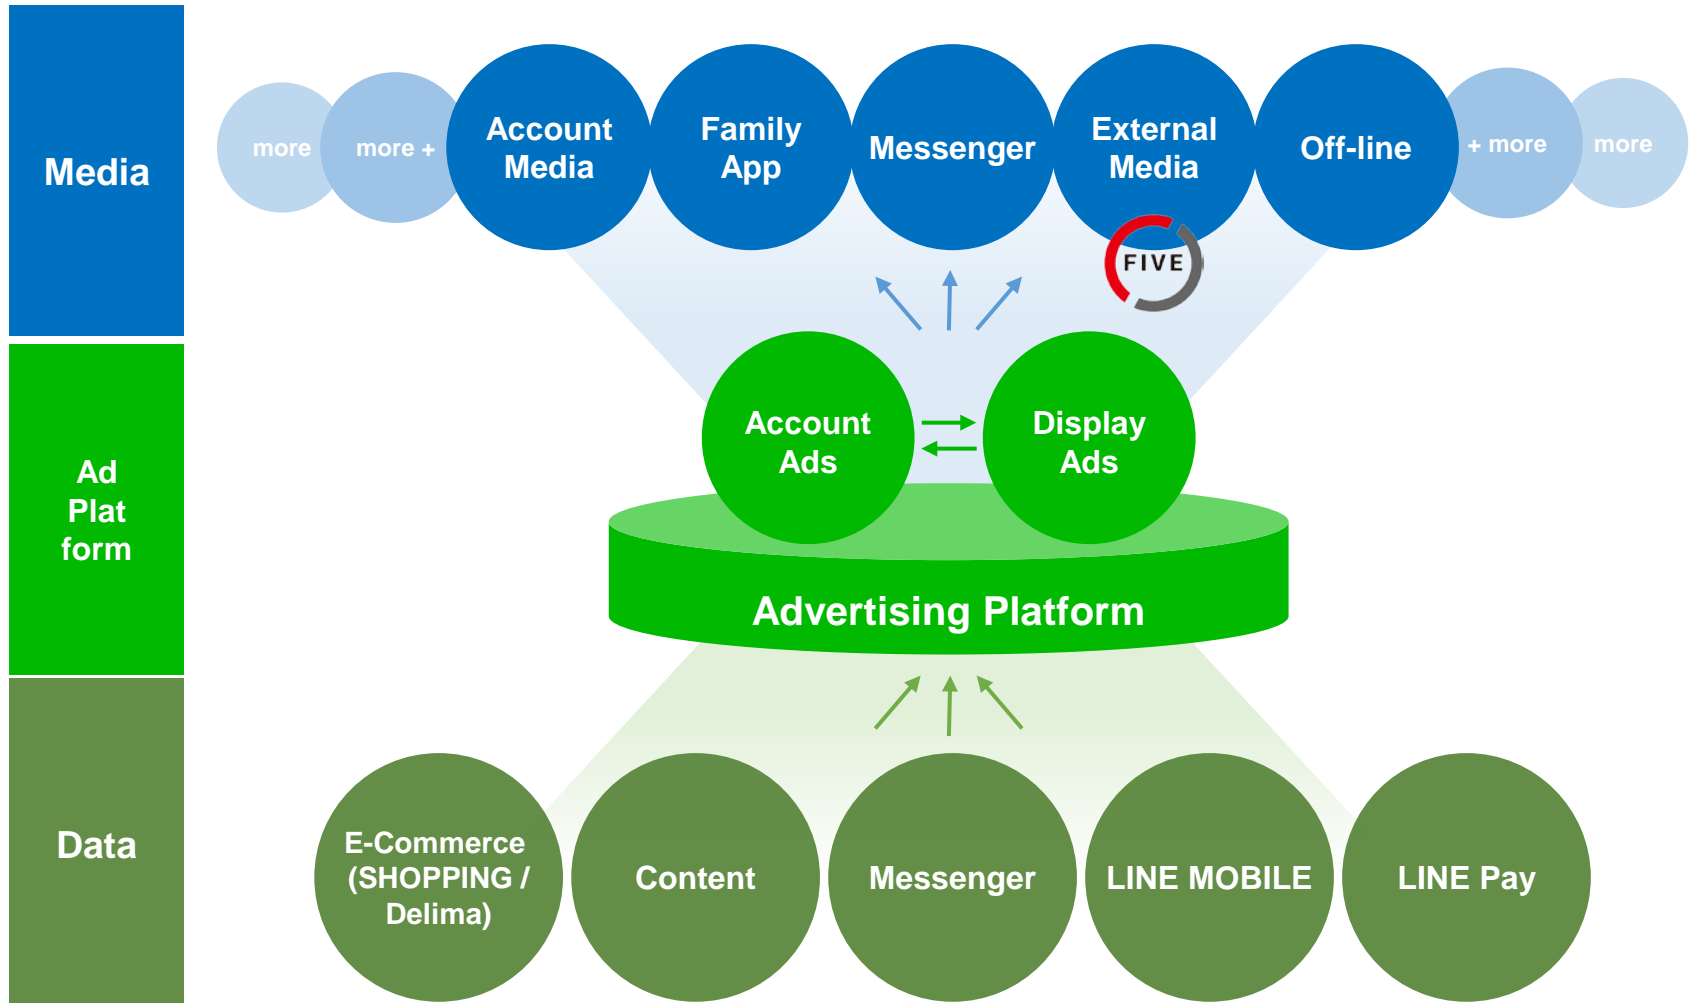 Media
more
more +
Account
Media
Family
App
Messenger
External
Media
Off-line
+ more
more
FIVE
Ad
Plat
form
Account
Ads
Display
Ads
Advertising Platform
Data
E-Commerce
(SHOPPING /
Delima)
Content
Messenger
LINE MOBILE
LINE Pay